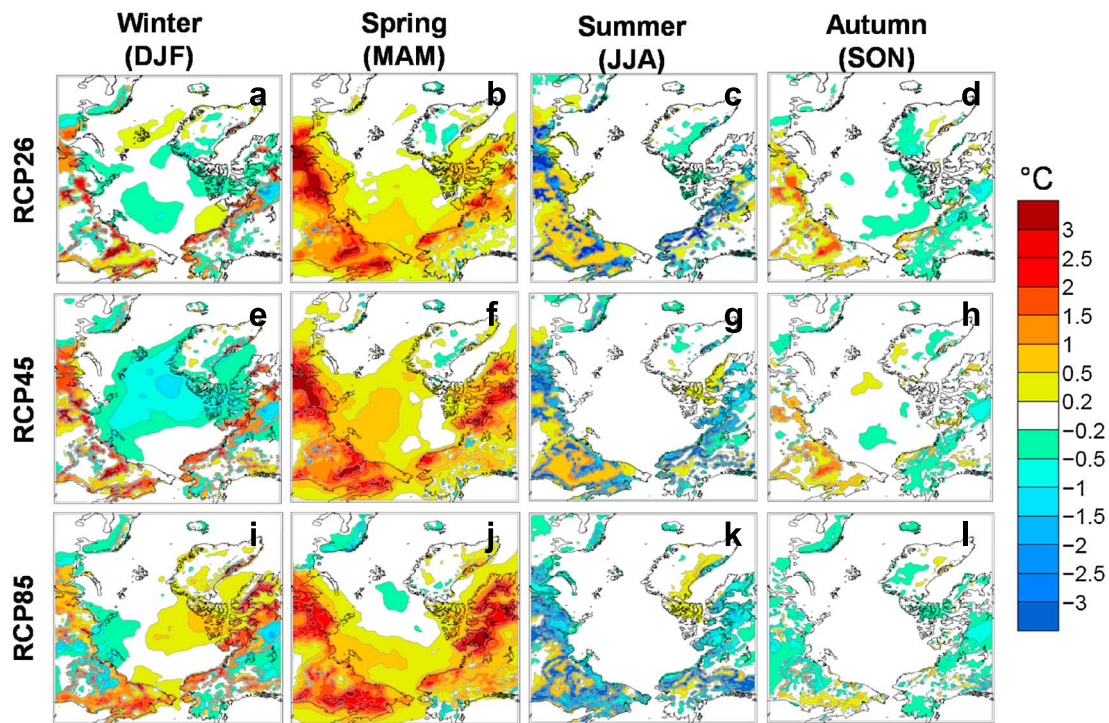 Winter Spring Summer Autumn
(DJF) (MAM) (JJA) (SON)
RCP26 a b c d
°C
3
2.5
2
1.5
1
0.5
0.2
−0.2
−0.5
−1
−1.5
−2
−2.5
−3
RCP45 e f g h
RCP85 i j k l